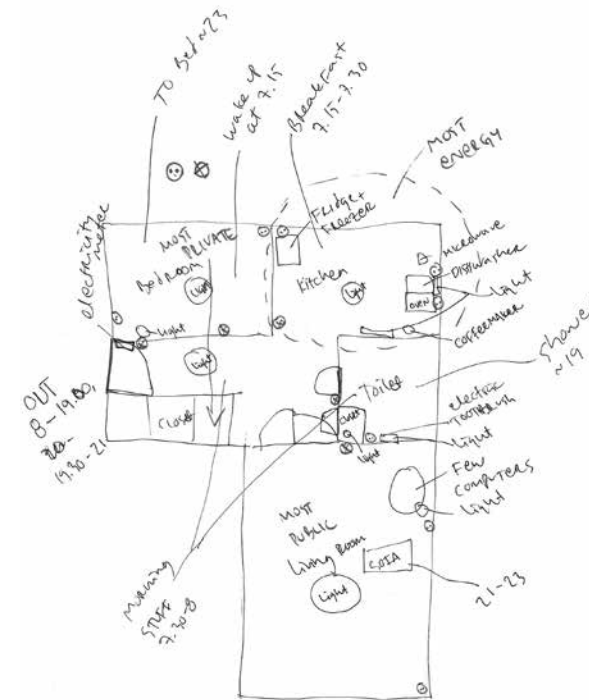 TO Bed ~23
wake up
at 7.15
BreakFast
7.15-7.30
MOST
ENERGY
FRidge+
FREEZER
electricity
meter
MOST
PRIVATE
Bedroom
Light
Kitchen
Light
microwave
DISHWASHER
OVEN
Light
COFFEEMAKER
Light
Light
shower
~19
OUT
8-19.00,
19.30-21
CLOSET
Toilet
electric
TOOTHBRUSH
Light
Light
FEW
COMPUTERS
Light
MOST
PUBLIC
Living Room
SOFA
Light
21-23
MORNING
STUFF
7.30-8